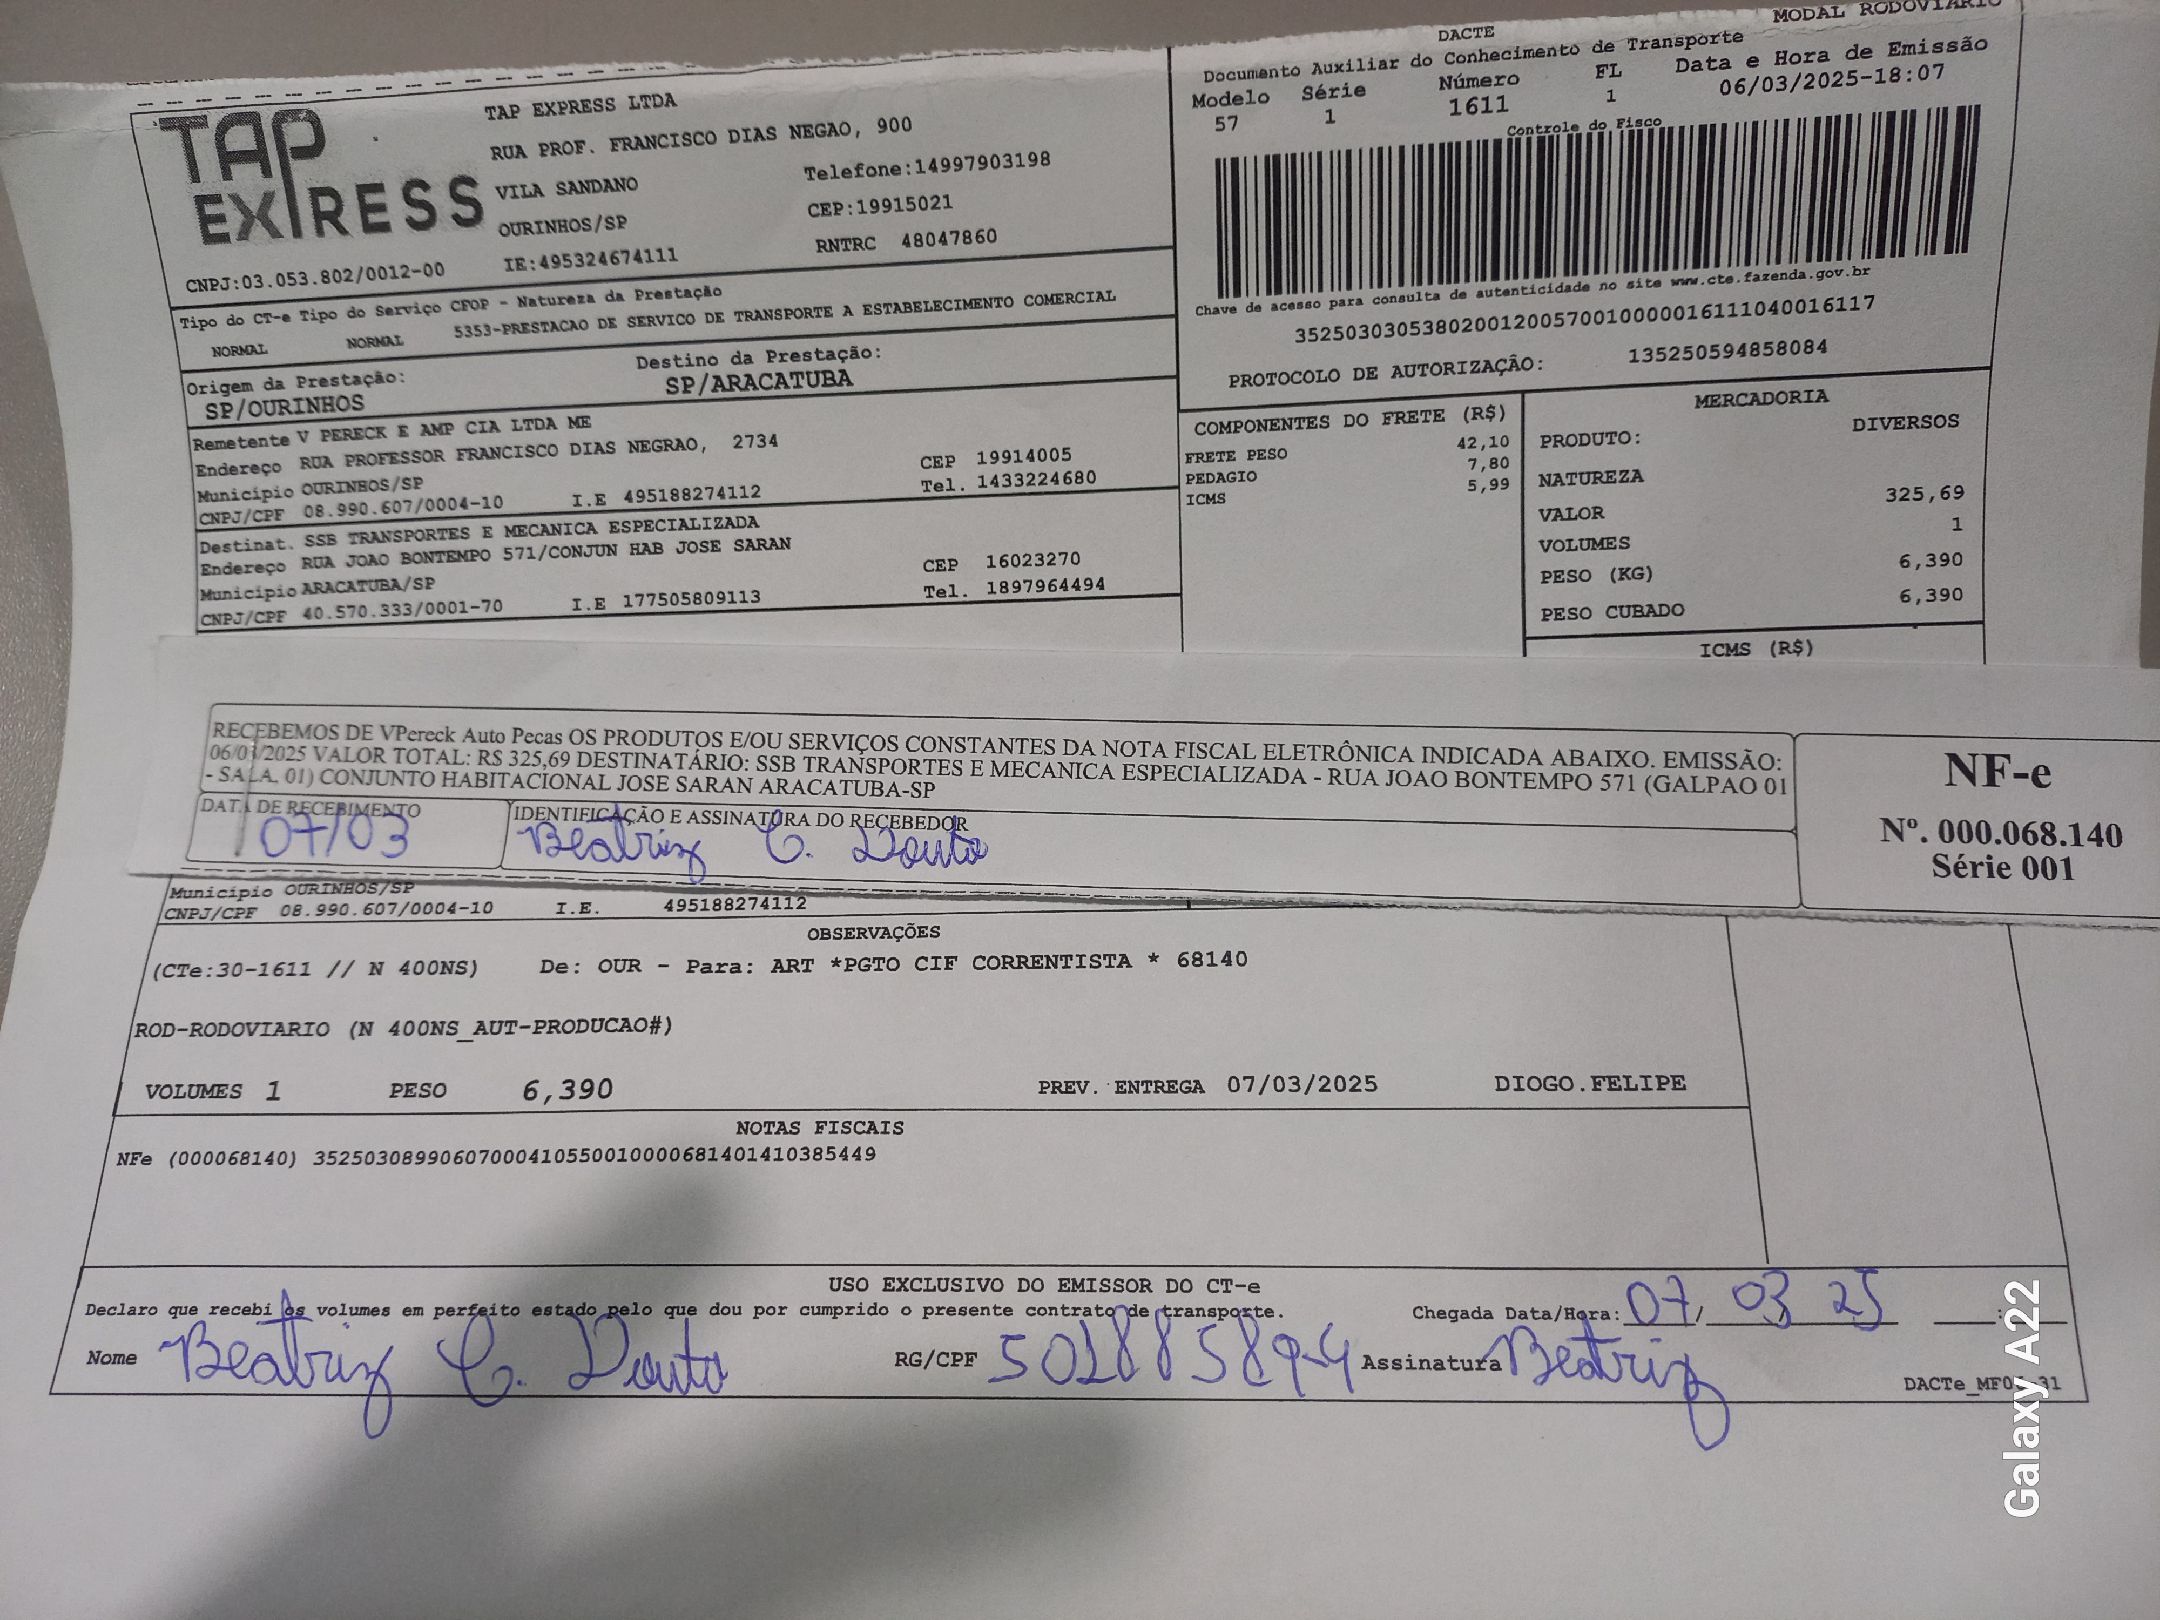 MODAL RODOVIARIO
DACTE
Documento Auxiliar do Conhecimento de Transporte
Modelo Série Número FL Data e Hora de Emissão
57 1 1611 1 06/03/2025-18:07
Controle do Fisco
Chave de acesso para consulta de autenticidade no site www.cte.fazenda.gov.br
35250303053802001200570010000016111040016117
PROTOCOLO DE AUTORIZAÇÃO: 135250594858084
TAP EXPRESS
TAP EXPRESS LTDA
RUA PROF. FRANCISCO DIAS NEGAO, 900
VILA SANDANO Telefone:14997903198
OURINHOS/SP CEP:19915021
CNPJ:03.053.802/0012-00 IE:495324674111 RNTRC 48047860
Tipo do CT-e Tipo do Serviço CFOP - Natureza da Prestação
NORMAL NORMAL 5353-PRESTACAO DE SERVICO DE TRANSPORTE A ESTABELECIMENTO COMERCIAL
Origem da Prestação: Destino da Prestação:
SP/OURINHOS SP/ARACATUBA
Remetente V PERECK E AMP CIA LTDA ME
Endereço RUA PROFESSOR FRANCISCO DIAS NEGRAO, 2734
Município OURINHOS/SP CEP 19914005
CNPJ/CPF 08.990.607/0004-10 I.E 495188274112 Tel. 1433224680
Destinat. SSB TRANSPORTES E MECANICA ESPECIALIZADA
Endereço RUA JOAO BONTEMPO 571/CONJUN HAB JOSE SARAN
Município ARACATUBA/SP CEP 16023270
CNPJ/CPF 40.570.333/0001-70 I.E 177505809113 Tel. 1897964494
COMPONENTES DO FRETE (R$)
FRETE PESO 42,10
PEDAGIO 7,80
ICMS 5,99
MERCADORIA
PRODUTO: DIVERSOS
NATUREZA
VALOR 325,69
VOLUMES 1
PESO (KG) 6,390
PESO CUBADO 6,390
ICMS (R$)
RECEBEMOS DE VPereck Auto Pecas OS PRODUTOS E/OU SERVIÇOS CONSTANTES DA NOTA FISCAL ELETRÔNICA INDICADA ABAIXO. EMISSÃO:
06/03/2025 VALOR TOTAL: R$ 325,69 DESTINATÁRIO: SSB TRANSPORTES E MECANICA ESPECIALIZADA - RUA JOAO BONTEMPO 571 (GALPAO 01
- SALA, 01) CONJUNTO HABITACIONAL JOSE SARAN ARACATUBA-SP
DATA DE RECEBIMENTO IDENTIFICAÇÃO E ASSINATURA DO RECEBEDOR
07/03 Beatriz C. Douto
NF-e
Nº. 000.068.140
Série 001
Município OURINHOS/SP
CNPJ/CPF 08.990.607/0004-10 I.E. 495188274112
OBSERVAÇÕES
(CTe:30-1611 // N 400NS) De: OUR - Para: ART *PGTO CIF CORRENTISTA * 68140
ROD-RODOVIARIO (N 400NS_AUT-PRODUCAO#)
VOLUMES 1 PESO 6,390 PREV. ENTREGA 07/03/2025 DIOGO.FELIPE
NOTAS FISCAIS
NFe (000068140) 35250308990607000410550010000681401410385449
USO EXCLUSIVO DO EMISSOR DO CT-e
Declaro que recebi os volumes em perfeito estado pelo que dou por cumprido o presente contrato de transporte. Chegada Data/Hora: 07/ 03/ 25 :
Nome Beatriz C. Douto RG/CPF 501885894 Assinatura Beatriz
Galaxy A22